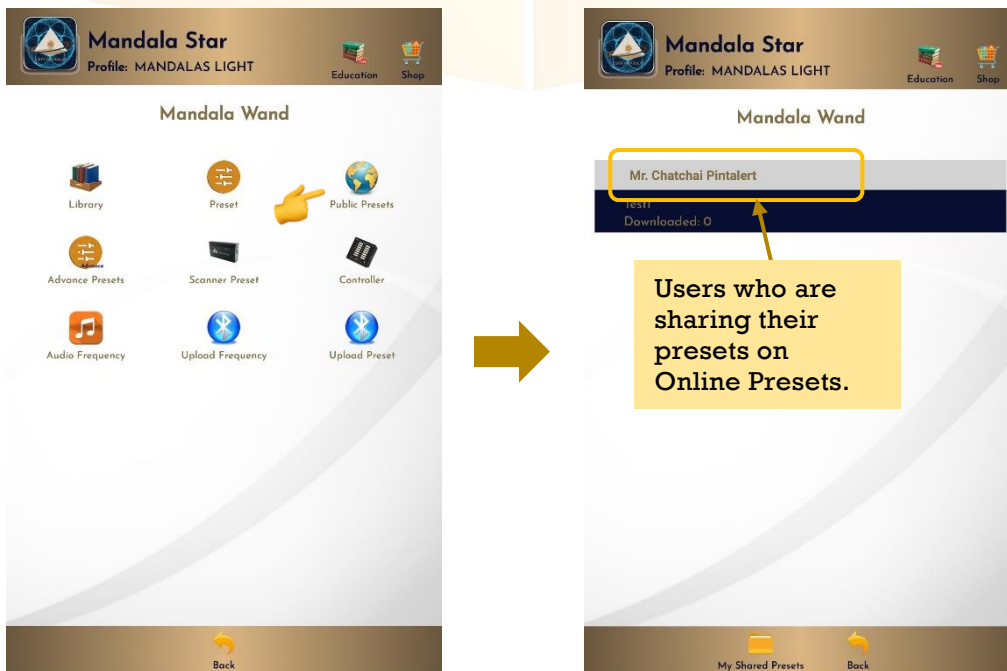 Mandala Star
Profile: MANDALAS LIGHT
Education
Shop
Mandala Wand
Library
Preset
Public Presets
Advance Presets
Scanner Preset
Controller
Audio Frequency
Upload Frequency
Upload Preset
Back
Mandala Star
Profile: MANDALAS LIGHT
Education
Shop
Mandala Wand
Mr. Chatchai Pintalert
Test1
Downloaded: 0
Users who are
sharing their
presets on
Online Presets.
My Shared Presets
Back